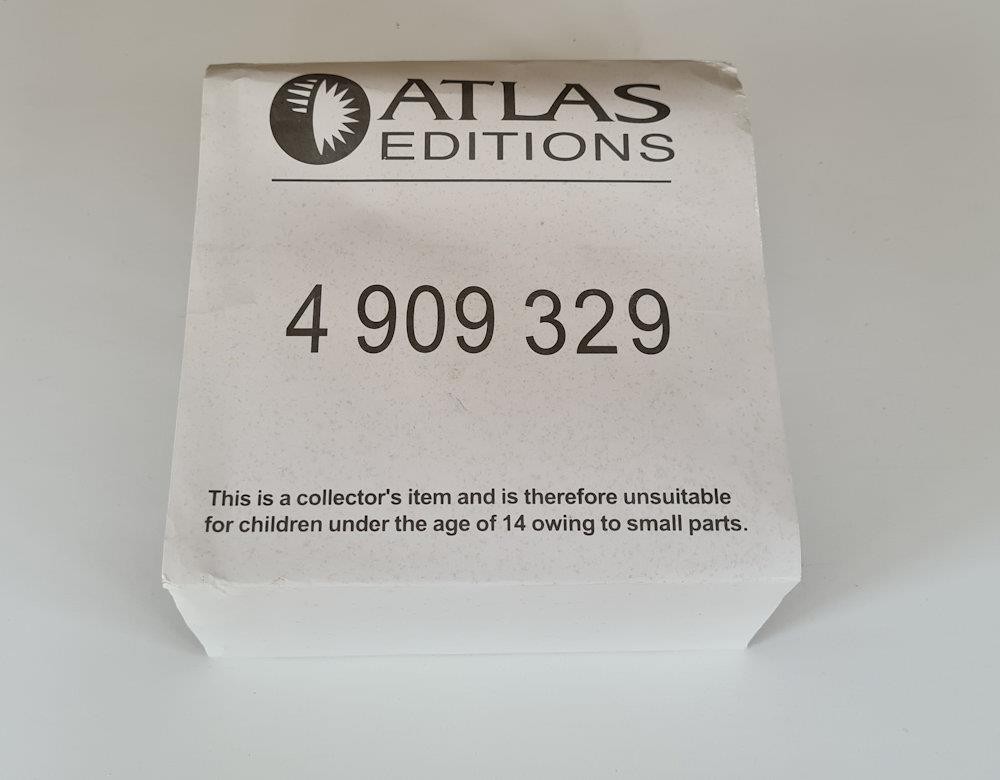 ATLAS
EDITIONS
4 909 329
This is a collector's item and is therefore unsuitable
for children under the age of 14 owing to small parts.